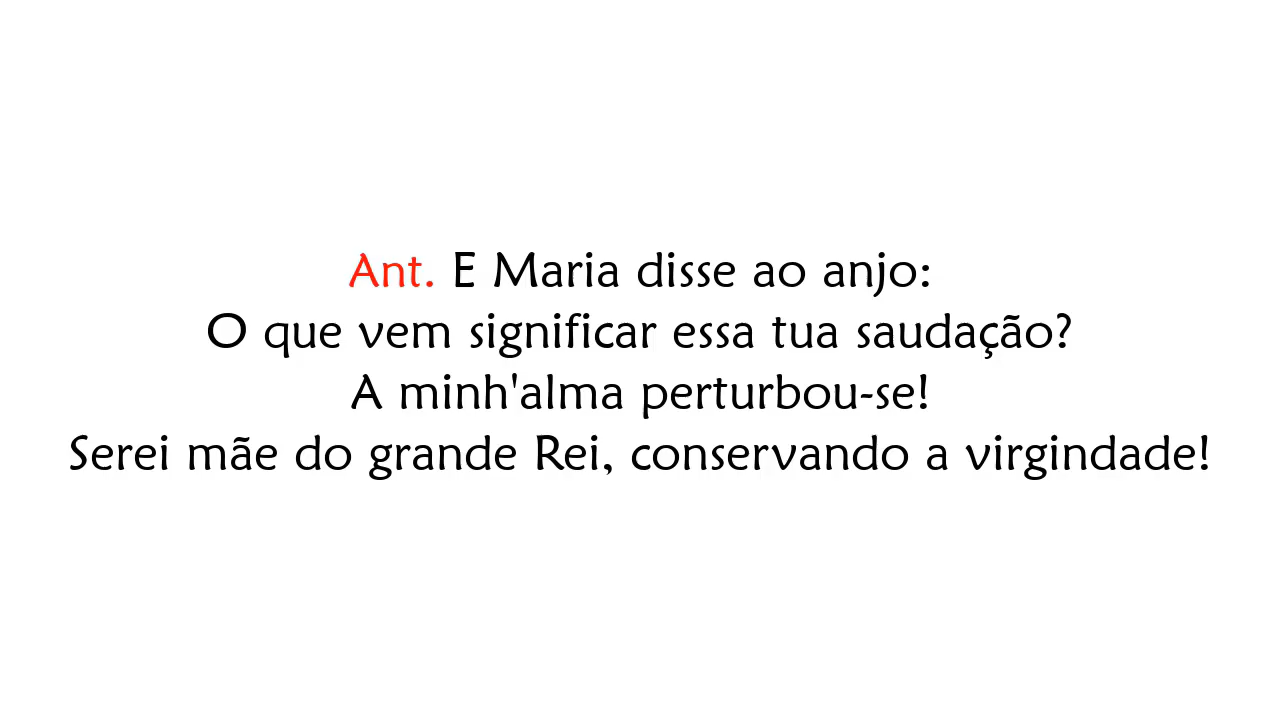 Ant. E Maria disse ao anjo:
O que vem significar essa tua saudação?
A minh'alma perturbou-se!
Serei mãe do grande Rei, conservando a virgindade!